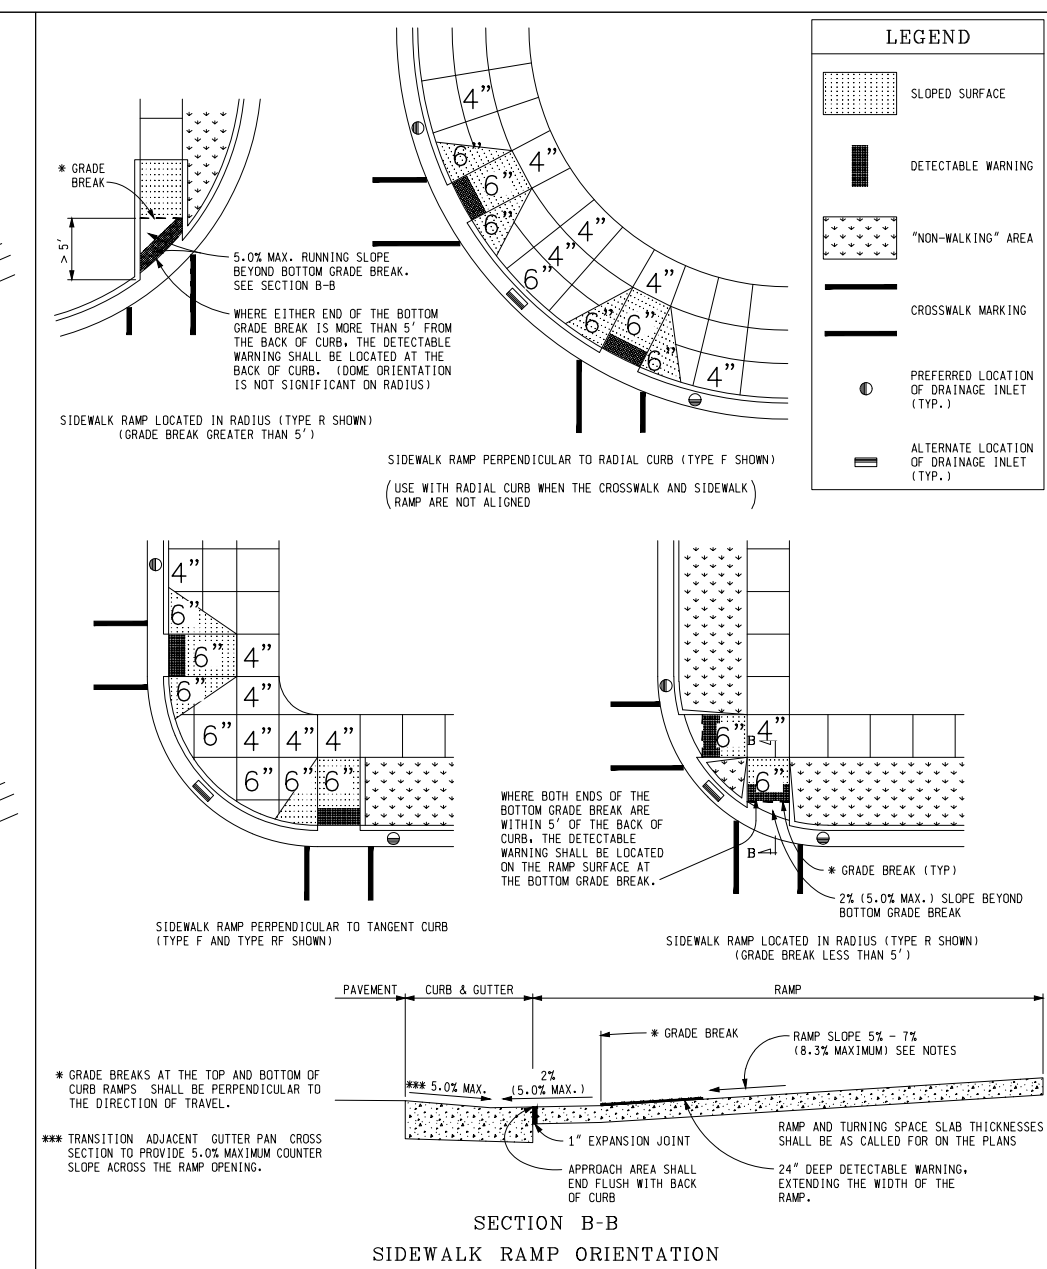 LEGEND
SLOPED SURFACE
DETECTABLE WARNING
"NON-WALKING" AREA
CROSSWALK MARKING
PREFERRED LOCATION
OF DRAINAGE INLET
(TYP.)
ALTERNATE LOCATION
OF DRAINAGE INLET
(TYP.)
* GRADE
BREAK
> 5'
5.0% MAX. RUNNING SLOPE
BEYOND BOTTOM GRADE BREAK.
SEE SECTION B-B
WHERE EITHER END OF THE BOTTOM
GRADE BREAK IS MORE THAN 5' FROM
THE BACK OF CURB, THE DETECTABLE
WARNING SHALL BE LOCATED AT THE
BACK OF CURB. (DOME ORIENTATION
IS NOT SIGNIFICANT ON RADIUS)
SIDEWALK RAMP LOCATED IN RADIUS (TYPE R SHOWN)
(GRADE BREAK GREATER THAN 5')
4"
6"
4"
6"
6"
4"
4"
6"
4"
6"
6"
6"
4"
SIDEWALK RAMP PERPENDICULAR TO RADIAL CURB (TYPE F SHOWN)
(USE WITH RADIAL CURB WHEN THE CROSSWALK AND SIDEWALK
RAMP ARE NOT ALIGNED)
4"
6"
6" 4"
6" 4"
6" 4" 4" 4"
6" 6" 6"
SIDEWALK RAMP PERPENDICULAR TO TANGENT CURB
(TYPE F AND TYPE RF SHOWN)
6" 4"
B
6"
B
WHERE BOTH ENDS OF THE
BOTTOM GRADE BREAK ARE
WITHIN 5' OF THE BACK OF
CURB, THE DETECTABLE
WARNING SHALL BE LOCATED
ON THE RAMP SURFACE AT
THE BOTTOM GRADE BREAK.
* GRADE BREAK (TYP)
2% (5.0% MAX.) SLOPE BEYOND
BOTTOM GRADE BREAK
SIDEWALK RAMP LOCATED IN RADIUS (TYPE R SHOWN)
(GRADE BREAK LESS THAN 5')
PAVEMENT CURB & GUTTER RAMP
* GRADE BREAK
RAMP SLOPE 5% - 7%
(8.3% MAXIMUM) SEE NOTES
*** 5.0% MAX.
2%
(5.0% MAX.)
* GRADE BREAKS AT THE TOP AND BOTTOM OF
CURB RAMPS SHALL BE PERPENDICULAR TO
THE DIRECTION OF TRAVEL.
*** TRANSITION ADJACENT GUTTER PAN CROSS
SECTION TO PROVIDE 5.0% MAXIMUM COUNTER
SLOPE ACROSS THE RAMP OPENING.
1" EXPANSION JOINT
APPROACH AREA SHALL
END FLUSH WITH BACK
OF CURB
RAMP AND TURNING SPACE SLAB THICKNESSES
SHALL BE AS CALLED FOR ON THE PLANS
24" DEEP DETECTABLE WARNING,
EXTENDING THE WIDTH OF THE
RAMP.
SECTION B-B
SIDEWALK RAMP ORIENTATION